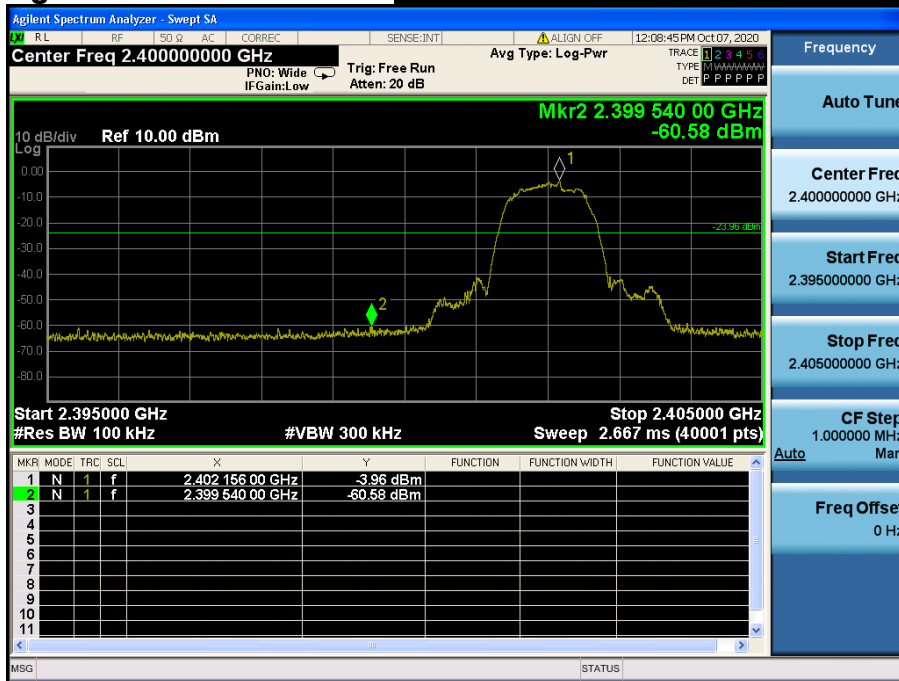 Agilent Spectrum Analyzer - Swept SA
LXI RL RF 50 Ω AC CORREC SENSE:INT ALIGN OFF 12:08:45 PM Oct 07, 2020
Center Freq 2.400000000 GHz
PNO: Wide
IFGain:Low
Trig: Free Run
Atten: 20 dB
Avg Type: Log-Pwr
TRACE 1 2 3 4 5 6
TYPE M W W W W W
DET P P P P P P
Mkr2 2.399 540 00 GHz
-60.58 dBm
10 dB/div Ref 10.00 dBm
Log
1
0.00
-10.0
-20.0
-23.96 dBm
-30.0
-40.0
-50.0
2
-60.0
-70.0
-80.0
Start 2.395000 GHz Stop 2.405000 GHz
#Res BW 100 kHz #VBW 300 kHz Sweep 2.667 ms (40001 pts)
MKR MODE TRC SCL X Y FUNCTION FUNCTION WIDTH FUNCTION VALUE
1 N 1 f 2.402 156 00 GHz -3.96 dBm
2 N 1 f 2.399 540 00 GHz -60.58 dBm
3
4
5
6
7
8
9
10
11
MSG STATUS
Frequency
Auto Tune
Center Freq
2.400000000 GHz
Start Freq
2.395000000 GHz
Stop Freq
2.405000000 GHz
CF Step
1.000000 MHz
Auto Man
Freq Offset
0 Hz